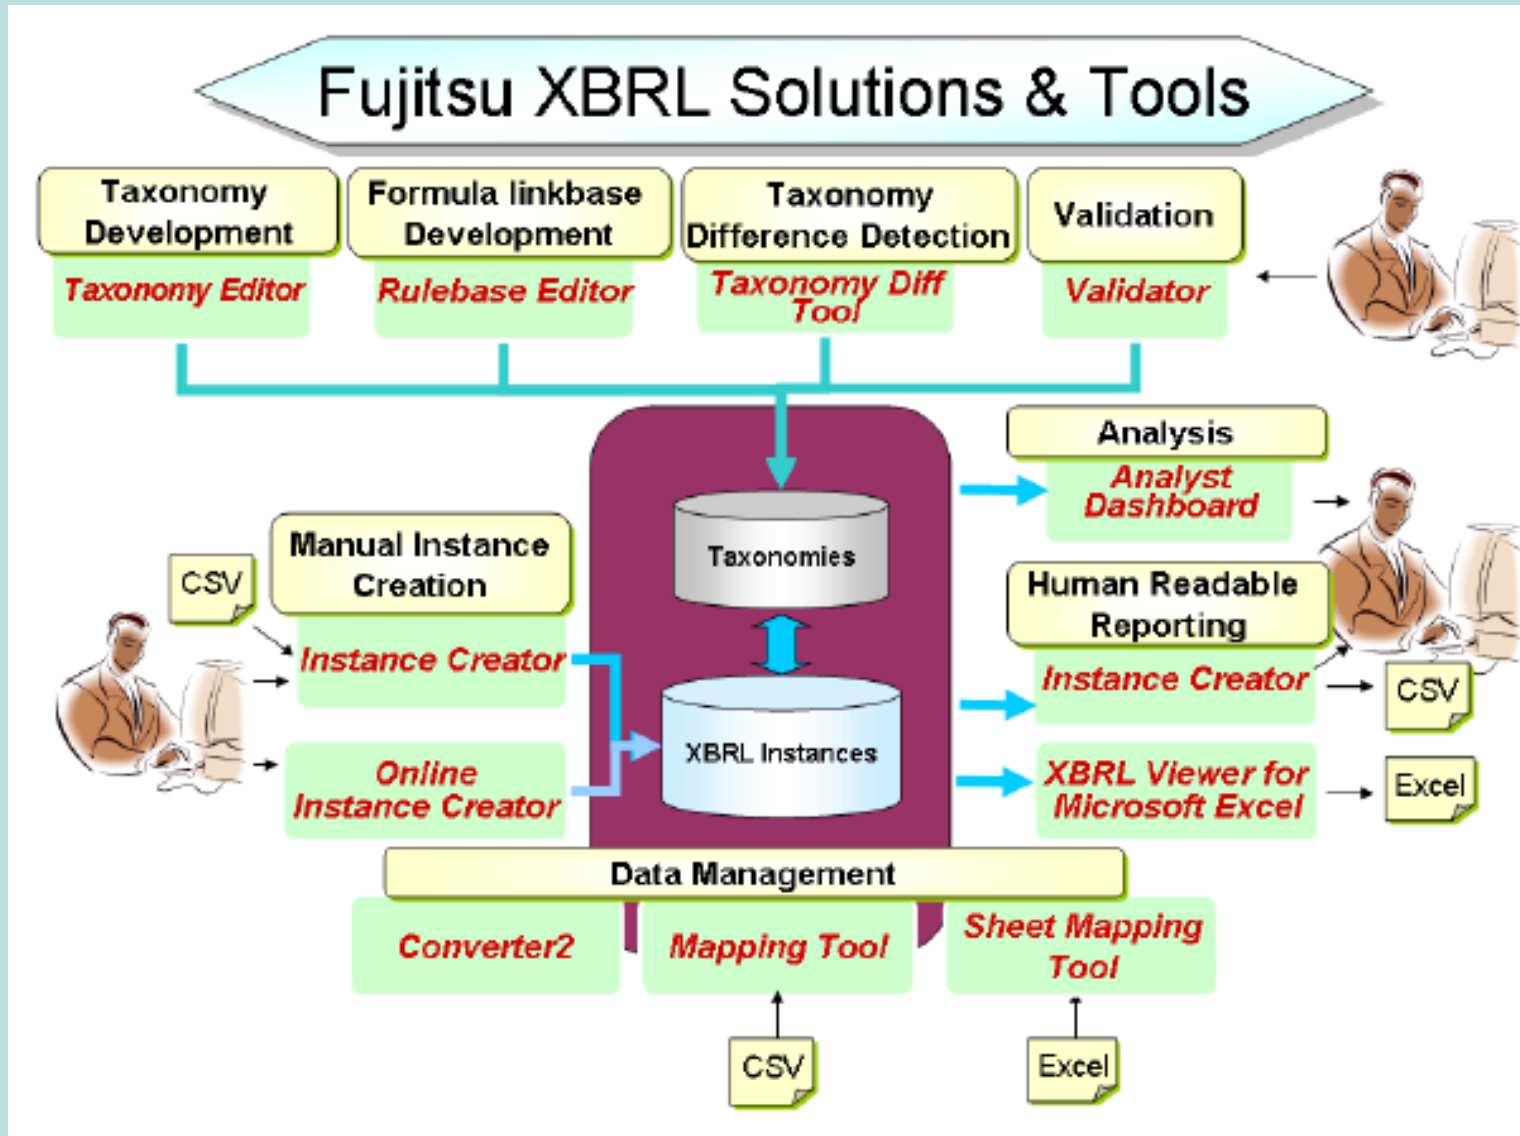 Fujitsu XBRL Solutions & Tools
Taxonomy
Development
Taxonomy Editor
Formula linkbase
Development
Rulebase Editor
Taxonomy
Difference Detection
Taxonomy Diff
Tool
Validation
Validator
Analysis
Analyst
Dashboard
Taxonomies
Manual Instance
Creation
CSV
Instance Creator
Online
Instance Creator
XBRL Instances
Human Readable
Reporting
Instance Creator
CSV
XBRL Viewer for
Microsoft Excel
Excel
Data Management
Converter2
Mapping Tool
Sheet Mapping
Tool
CSV
Excel